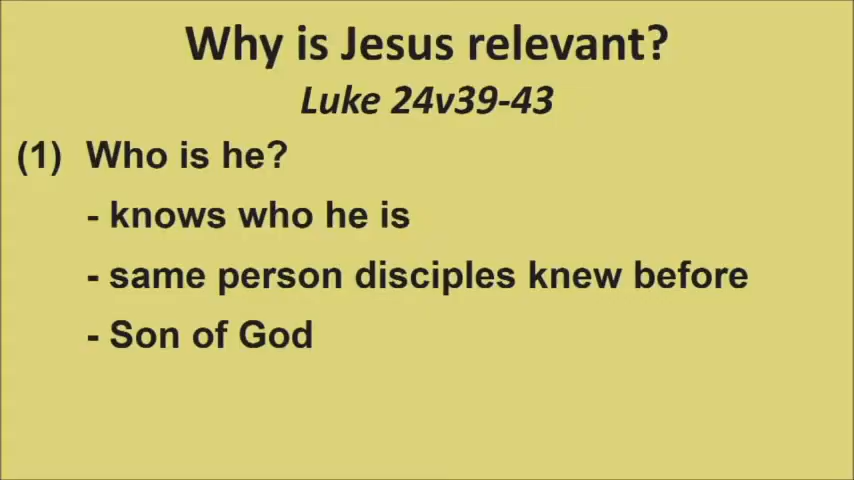 Why is Jesus relevant?
Luke 24v39-43
(1) Who is he?
- knows who he is
- same person disciples knew before
- Son of God